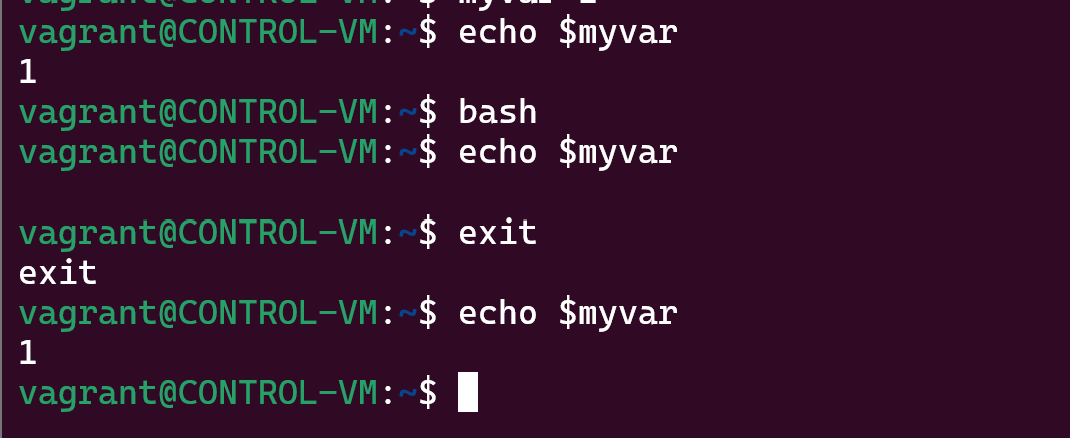 vagrant@CONTROL-VM:~$ echo $myvar
1
vagrant@CONTROL-VM:~$ bash
vagrant@CONTROL-VM:~$ echo $myvar
vagrant@CONTROL-VM:~$ exit
exit
vagrant@CONTROL-VM:~$ echo $myvar
1
vagrant@CONTROL-VM:~$